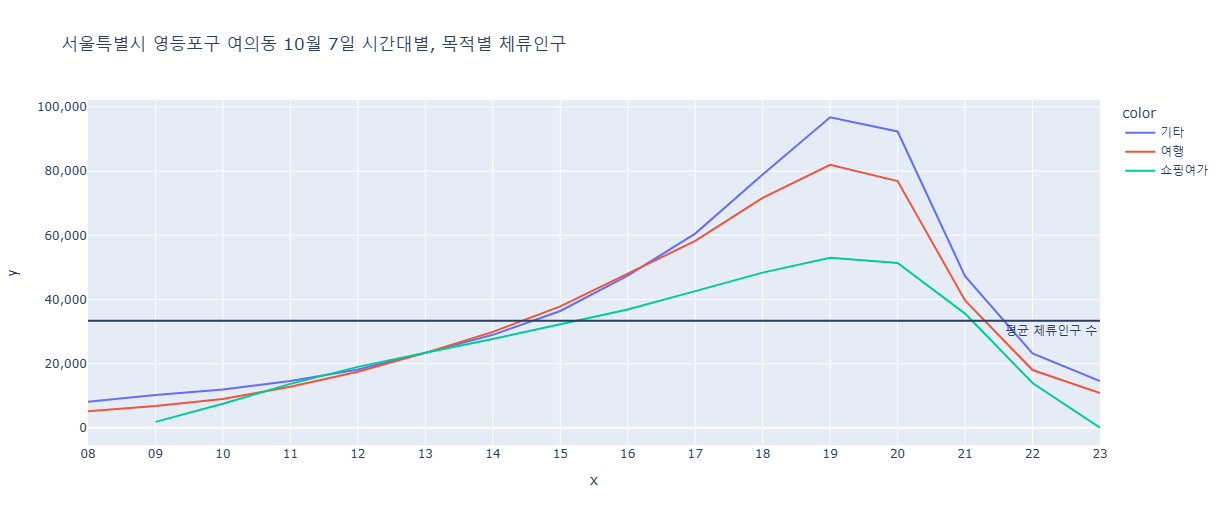 서울특별시 영등포구 여의동 10월 7일 시간대별, 목적별 체류인구
100,000
80,000
60,000
40,000
20,000
0
y
평균 체류인구 수
08 09 10 11 12 13 14 15 16 17 18 19 20 21 22 23
x
color
기타
여행
쇼핑여가